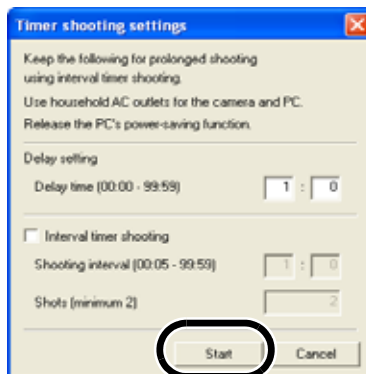 Timer shooting settings
Keep the following for prolonged shooting
using interval timer shooting.
Use household AC outlets for the camera and PC.
Release the PC's power-saving function.
Delay setting
Delay time (00:00 - 99:59) 1 : 0
Interval timer shooting
Shooting interval (00:05 - 99:59) 1 : 0
Shots (minimum 2) 2
Start Cancel